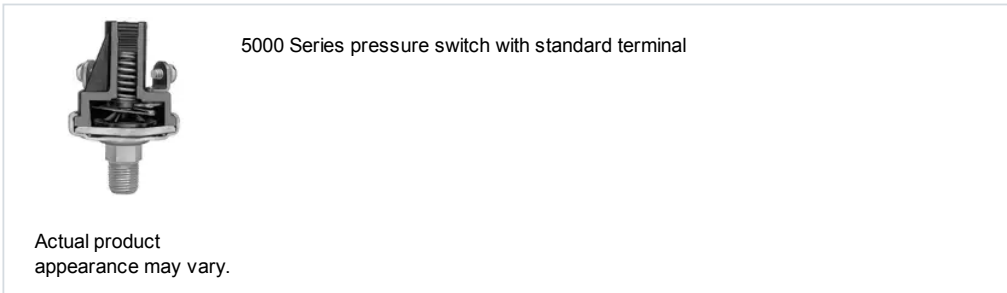 5000 Series pressure switch with standard terminal
Actual product
appearance may vary.